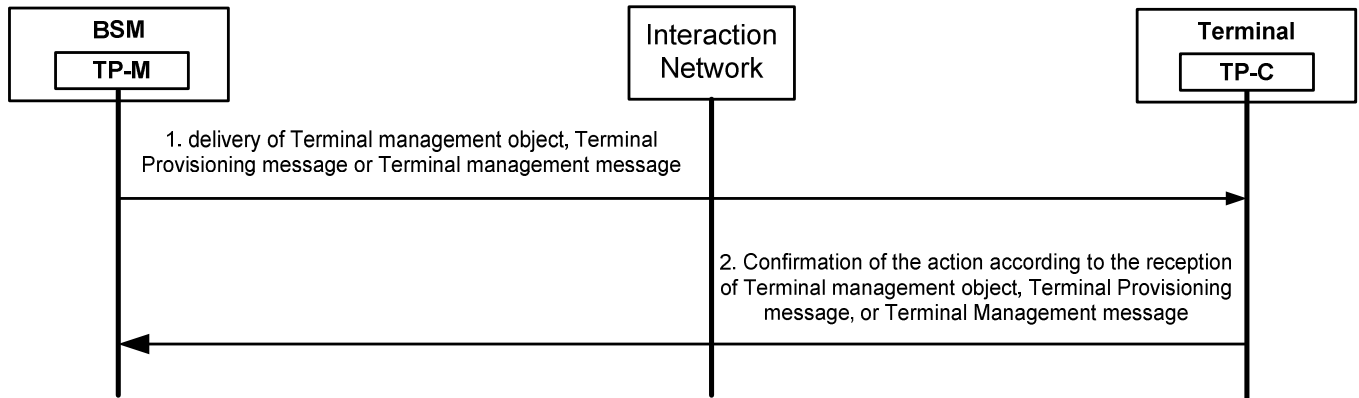 BSM
TP-M
Interaction
Network
Terminal
TP-C
1. delivery of Terminal management object, Terminal
Provisioning message or Terminal management message
2. Confirmation of the action according to the reception
of Terminal management object, Terminal Provisioning
message, or Terminal Management message